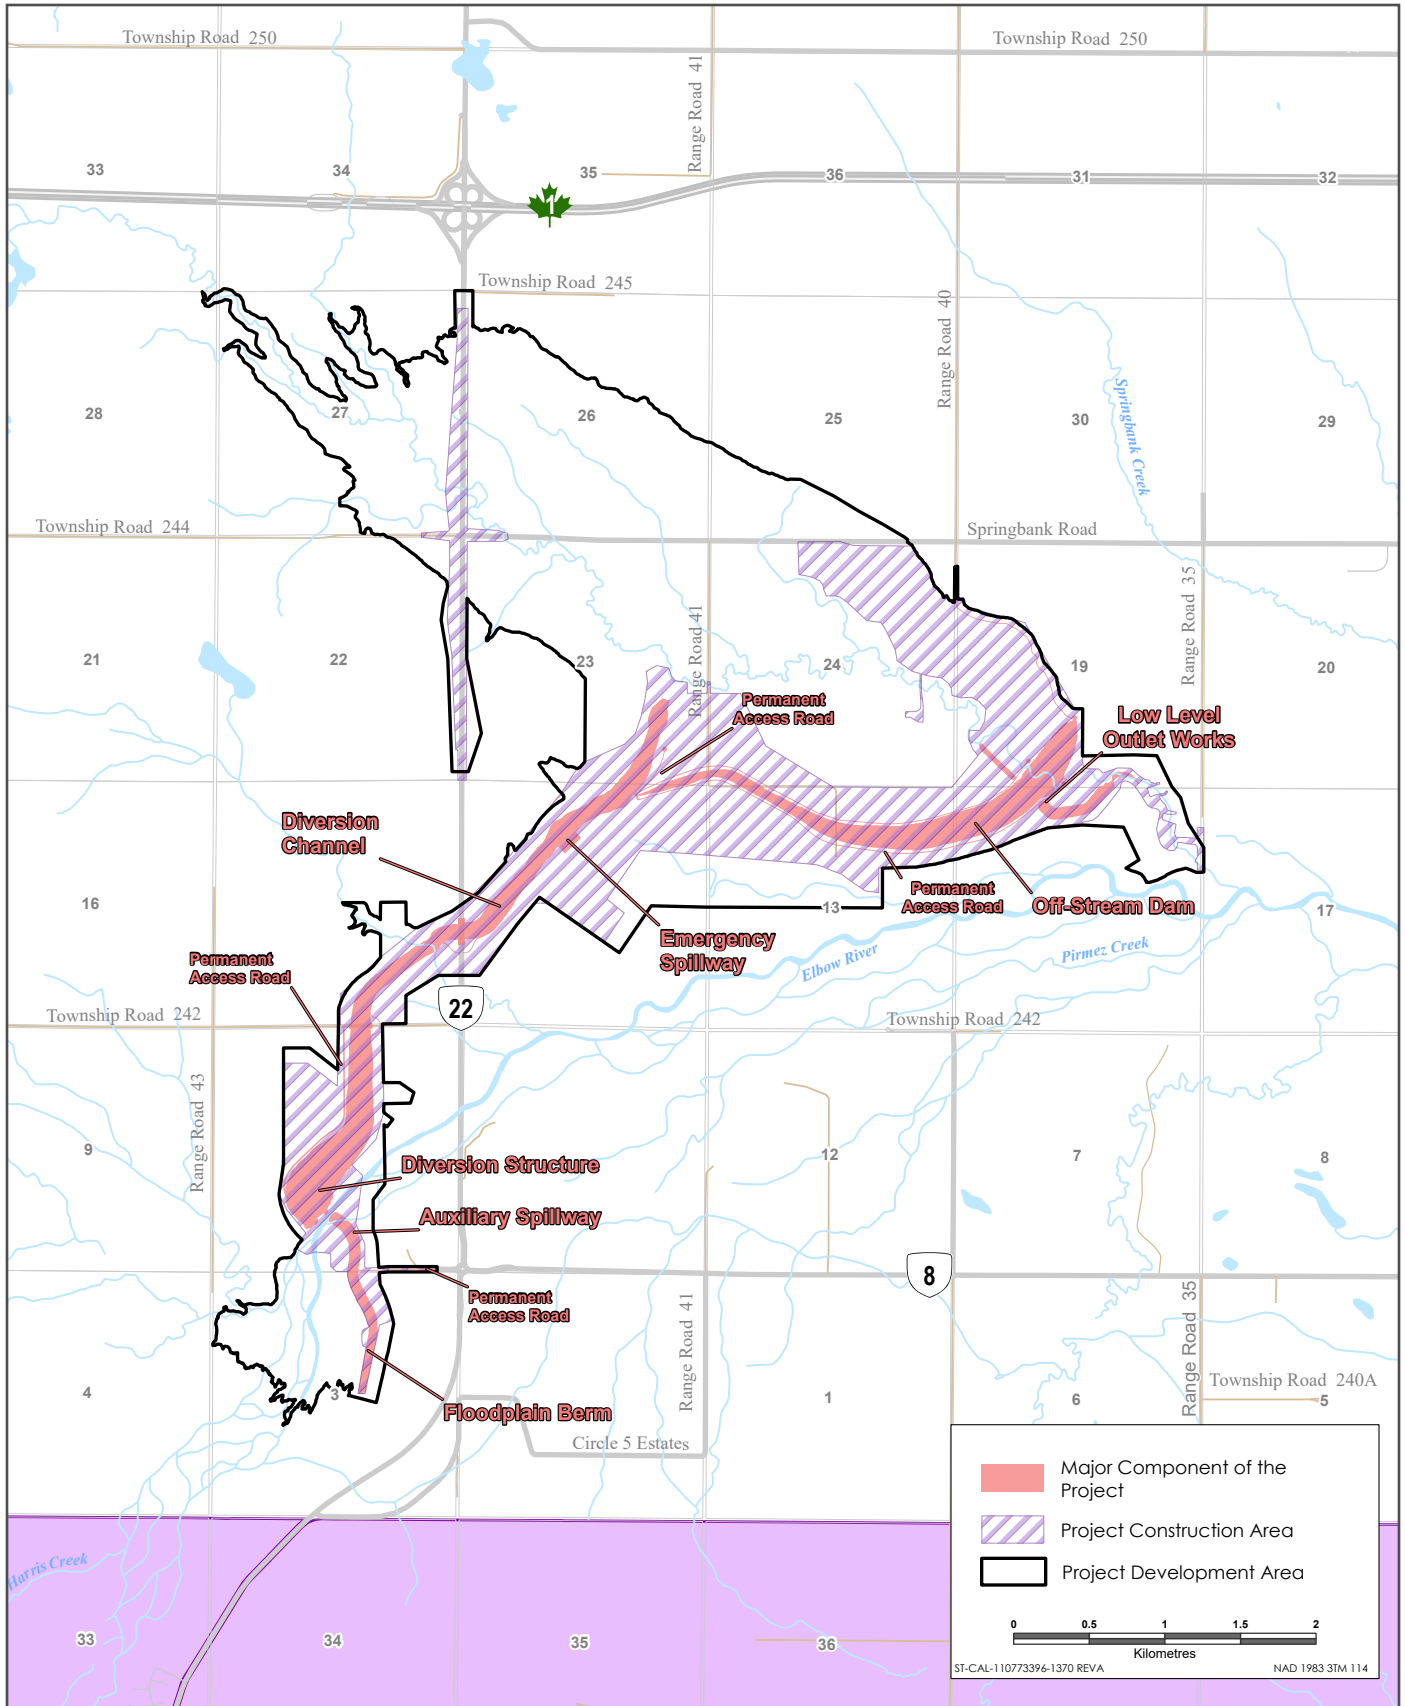 Township Road 250
Township Road 250
Range Road 41
33
34
35
36
31
32
1
Township Road 245
Range Road 40
28
27
26
25
30
29
Springbank Creek
Township Road 244
Springbank Road
Range Road 35
Range Road 41
21
22
23
24
19
20
Permanent
Access Road
Low Level
Outlet Works
Diversion
Channel
16
13
17
Permanent
Access Road
Off-Stream Dam
Emergency
Spillway
Elbow River
Pirmez Creek
Permanent
Access Road
22
Township Road 242
Township Road 242
Range Road 43
9
12
7
8
Diversion Structure
Auxiliary Spillway
8
Permanent
Access Road
Range Road 41
Range Road 35
4
3
1
6
Township Road 240A
5
Floodplain Berm
Circle 5 Estates
Harris Creek
33
34
35
36
Major Component of the
Project
Project Construction Area
Project Development Area
0 0.5 1 1.5 2
Kilometres
ST-CAL-110773396-1370 REVA
NAD 1983 3TM 114